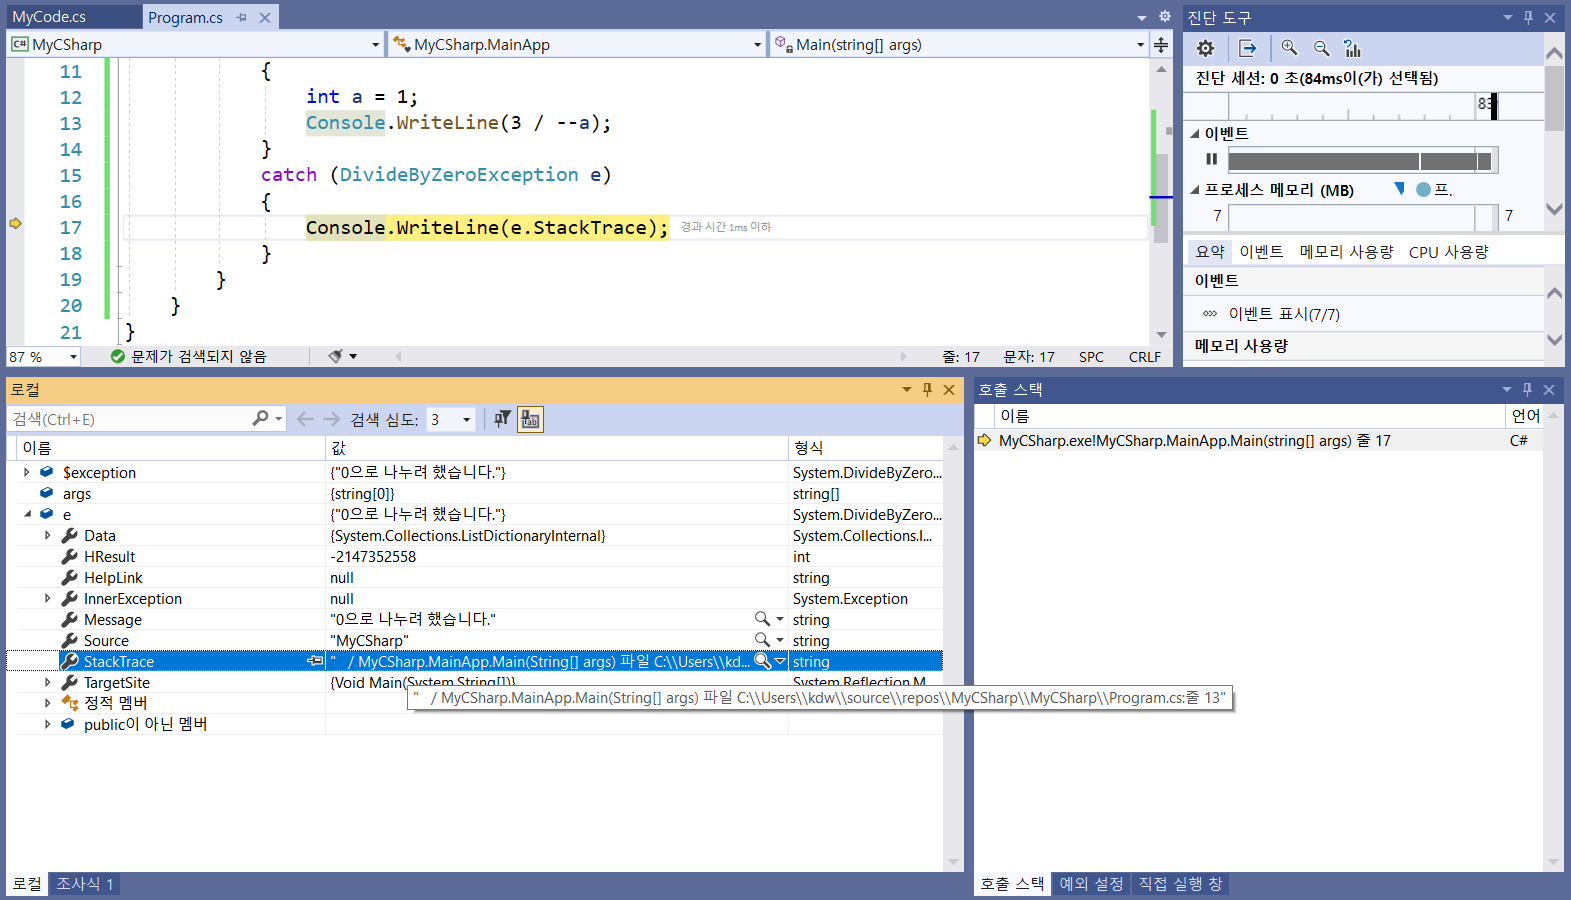 MyCode.cs
Program.cs
MyCSharp
MyCSharp.MainApp
Main(string[] args)
11 {
12 int a = 1;
13 Console.WriteLine(3 / --a);
14 }
15 catch (DivideByZeroException e)
16 {
17 Console.WriteLine(e.StackTrace); 경과 시간 1ms 이하
18 }
19 }
20 }
21 }
87 %
문제가 검색되지 않음
줄: 17
문자: 17
SPC
CRLF
진단 도구
진단 세션: 0 초(84ms이(가) 선택됨)
이벤트
프로세스 메모리 (MB)
프..
7
7
요약
이벤트
메모리 사용량
CPU 사용량
이벤트
이벤트 표시(7/7)
메모리 사용량
로컬
검색(Ctrl+E)
검색 심도:
3
이름 값 형식
$exception {"0으로 나누려 했습니다."} System.DivideByZero...
args {string[0]} string[]
e {"0으로 나누려 했습니다."} System.DivideByZero...
Data {System.Collections.ListDictionaryInternal} System.Collections.I...
HResult -2147352558 int
HelpLink null string
InnerException null System.Exception
Message "0으로 나누려 했습니다." string
Source "MyCSharp" string
StackTrace " / MyCSharp.MainApp.Main(String[] args) 파일 C:\\Users\\kd... string
TargetSite {Void Main(System.String[])} System.Reflection.M...
" / MyCSharp.MainApp.Main(String[] args) 파일 C:\\Users\\kdw\\source\\repos\\MyCSharp\\MyCSharp\\Program.cs:줄 13"
정적 멤버
public이 아닌 멤버
로컬
조사식 1
호출 스택
이름 언어
MyCSharp.exe!MyCSharp.MainApp.Main(string[] args) 줄 17 C#
호출 스택
예외 설정
직접 실행 창